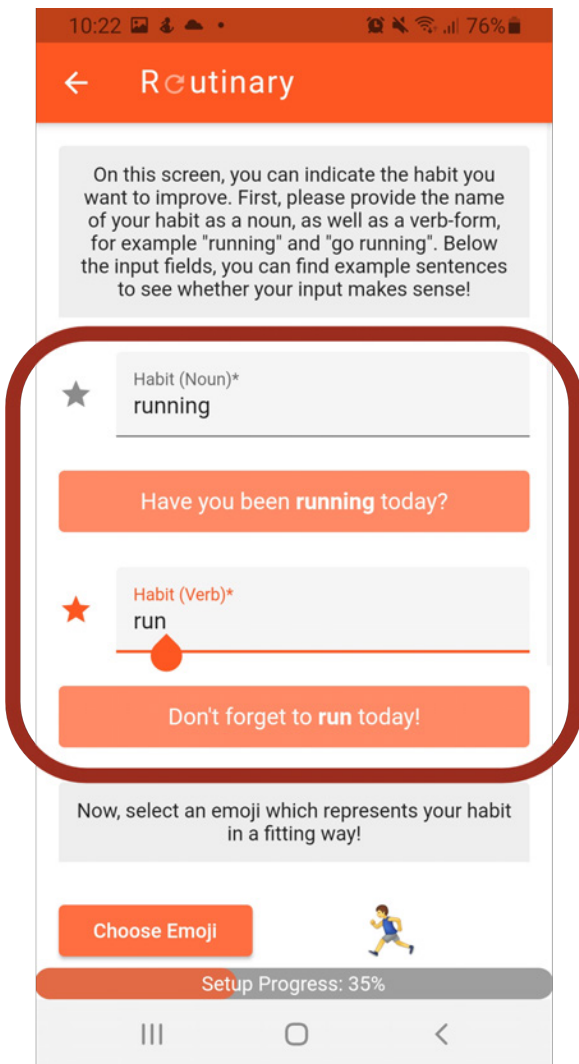 10:22 76%
Routinary
On this screen, you can indicate the habit you
want to improve. First, please provide the name
of your habit as a noun, as well as a verb-form,
for example "running" and "go running". Below
the input fields, you can find example sentences
to see whether your input makes sense!
Habit (Noun)*
running
Have you been running today?
Habit (Verb)*
run
Don't forget to run today!
Now, select an emoji which represents your habit
in a fitting way!
Choose Emoji
Setup Progress: 35%